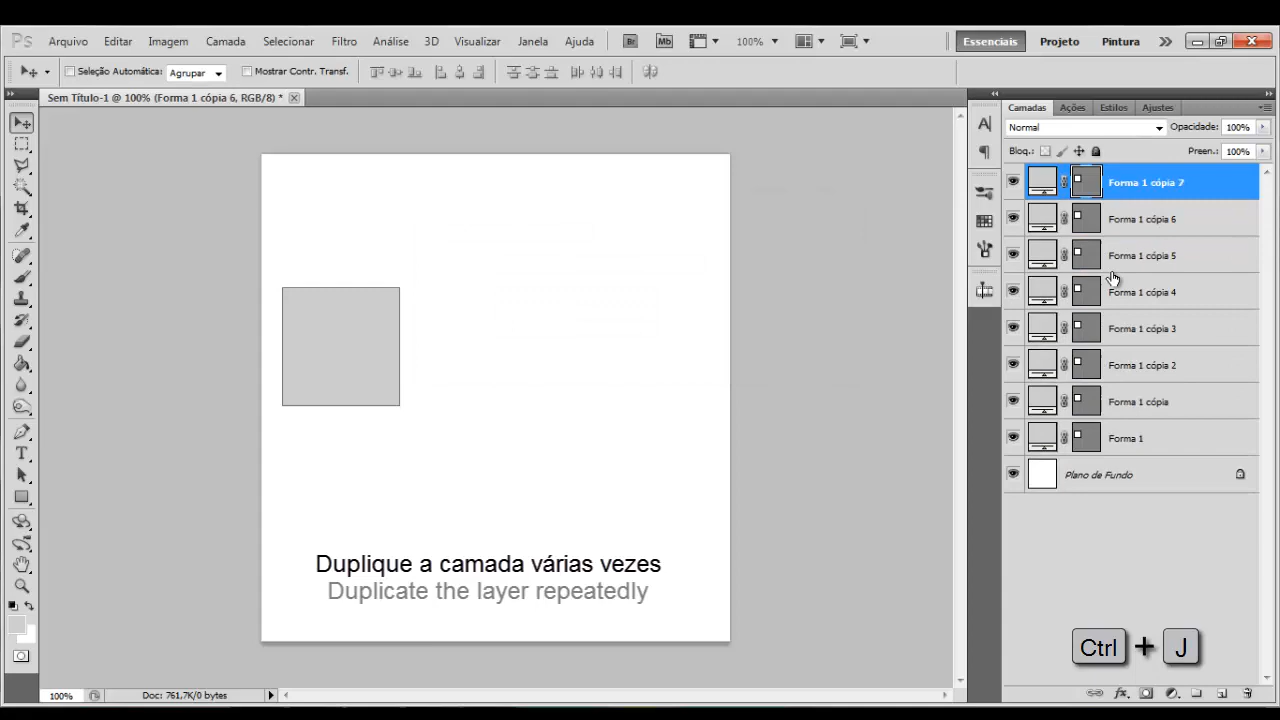 Ps Arquivo Editar Imagem Camada Selecionar Filtro Análise 3D Visualizar Janela Ajuda Br Mb 100% Essenciais Projeto Pintura
Seleção Automática: Agrupar Mostrar Contr. Transf.
Sem Título-1 @ 100% (Forma 1 cópia 6, RGB/8) *
Camadas Ações Estilos Ajustes
Normal Opacidade: 100%
Bloq.: Preen.: 100%
Forma 1 cópia 7
Forma 1 cópia 6
Forma 1 cópia 5
Forma 1 cópia 4
Forma 1 cópia 3
Forma 1 cópia 2
Forma 1 cópia
Forma 1
Plano de Fundo
Duplique a camada várias vezes
Duplicate the layer repeatedly
Ctrl + J
100% Doc: 761,7K/0 bytes